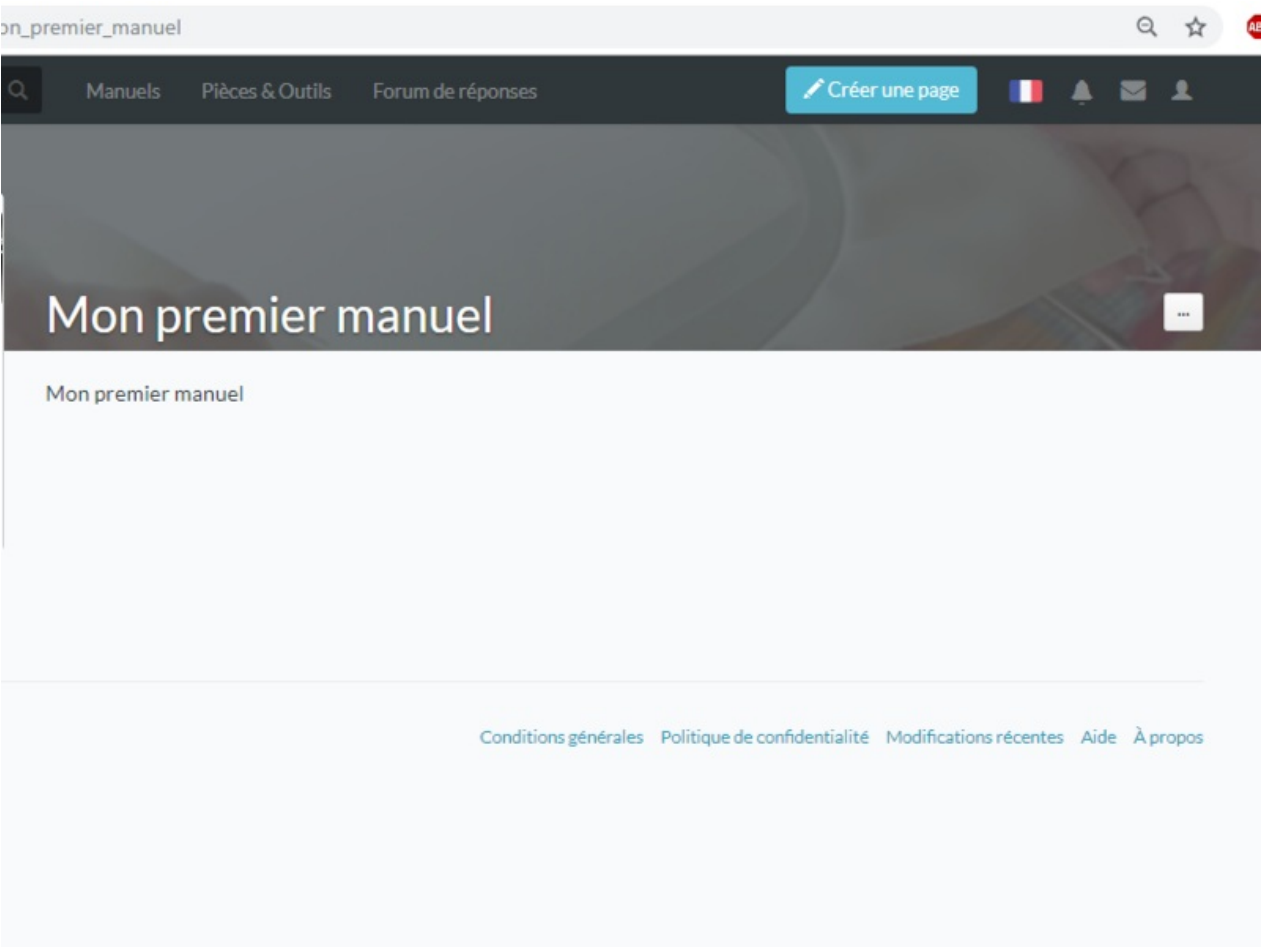 on_premier_manuel
Manuels Pièces & Outils Forum de réponses Créer une page
Mon premier manuel
...
Mon premier manuel
Conditions générales Politique de confidentialité Modifications récentes Aide À propos